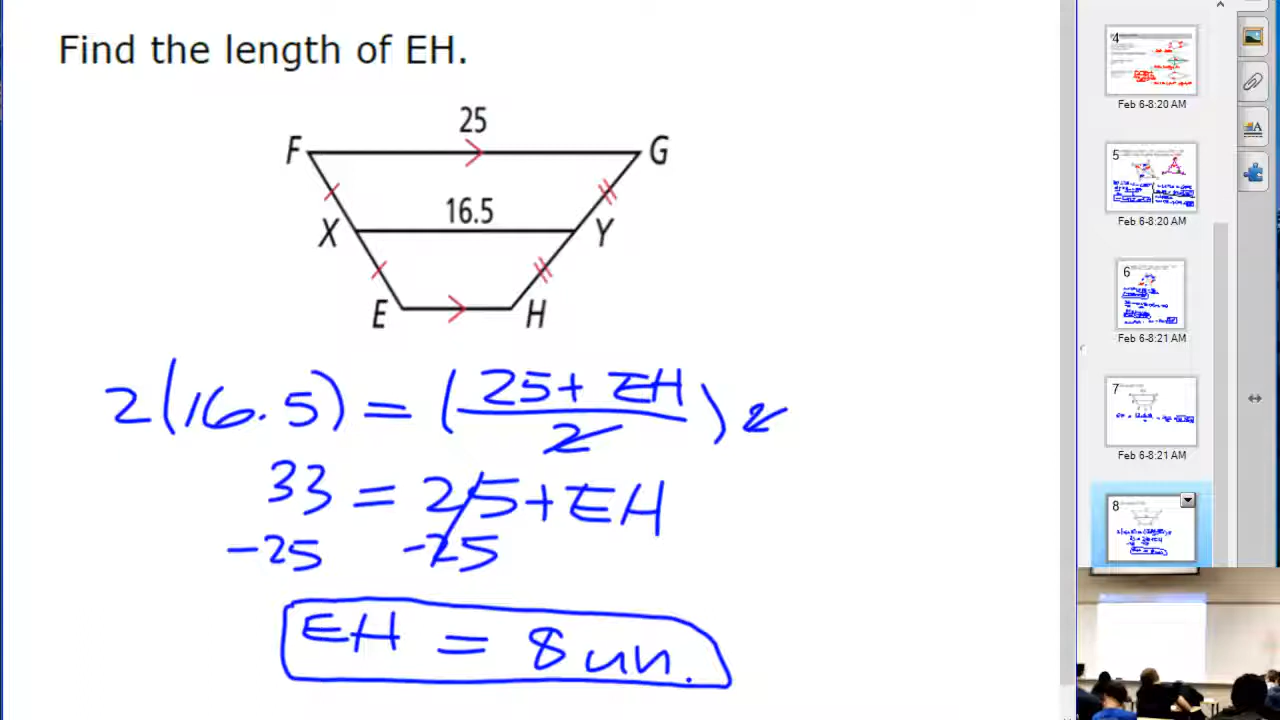 Find the length of EH.
25
F
G
16.5
X
Y
E
H
2(16.5) = (25 + EH / 2) 2
33 = 25 + EH
-25 -25
EH = 8 un.
4
Feb 6-8:20 AM
5
Feb 6-8:20 AM
6
Feb 6-8:21 AM
7
Feb 6-8:21 AM
8